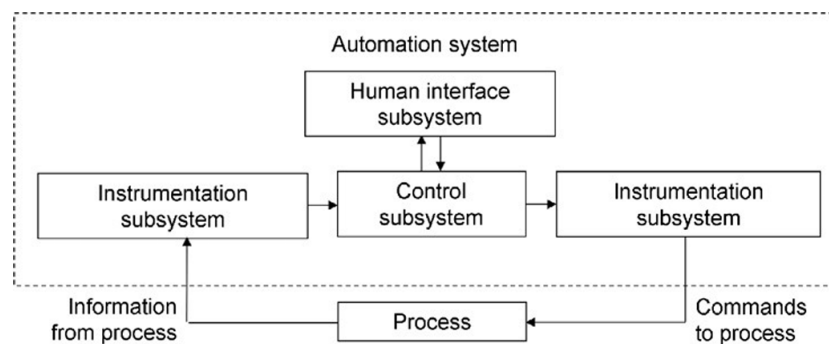 Automation system
Human interface
subsystem
Instrumentation
subsystem
Control
subsystem
Instrumentation
subsystem
Information
from process
Process
Commands
to process